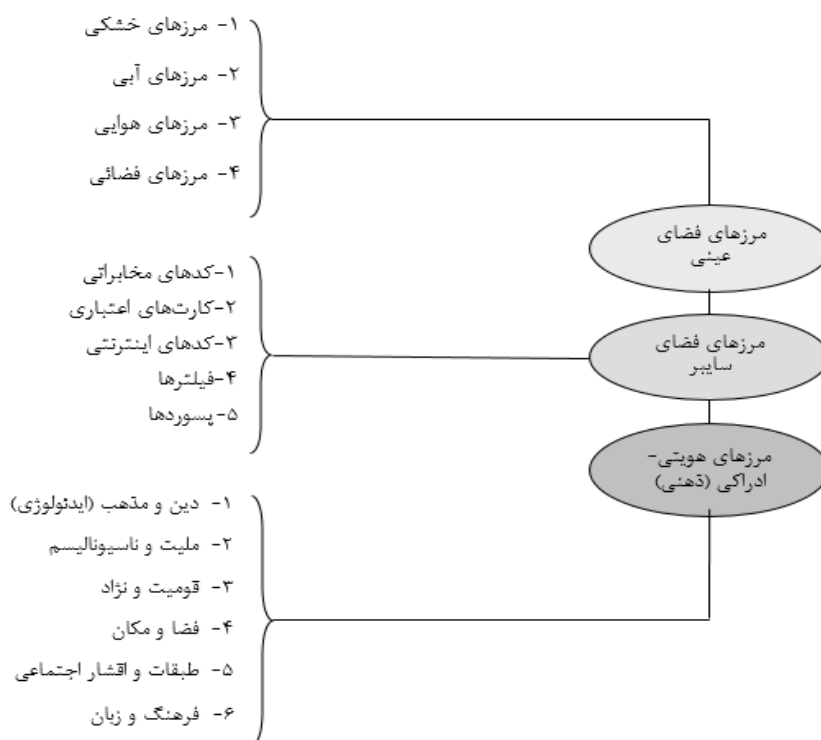 مرزهای فضای
عینی
۱- مرزهای خشکی
۲- مرزهای آبی
۳- مرزهای هوایی
۴- مرزهای فضائی
مرزهای فضای
سایبر
۱-کدهای مخابراتی
۲-کارت‌های اعتباری
۳-کدهای اینترنتی
۴-فیلترها
۵-پسوردها
مرزهای هویتی-
ادراکی (ذهنی)
۱- دین و مذهب (ایدئولوژی)
۲- ملیت و ناسیونالیسم
۳- قومیت و نژاد
۴- فضا و مکان
۵- طبقات و اقشار اجتماعی
۶- فرهنگ و زبان